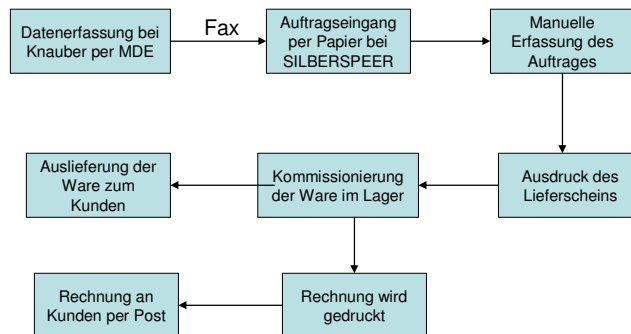 Datenerfassung bei
Knauber per MDE
Fax
Auftragseingang
per Papier bei
SILBERSPEER
Manuelle
Erfassung des
Auftrages
Auslieferung der
Ware zum
Kunden
Kommissionierung
der Ware im Lager
Ausdruck des
Lieferscheins
Rechnung an
Kunden per Post
Rechnung wird
gedruckt